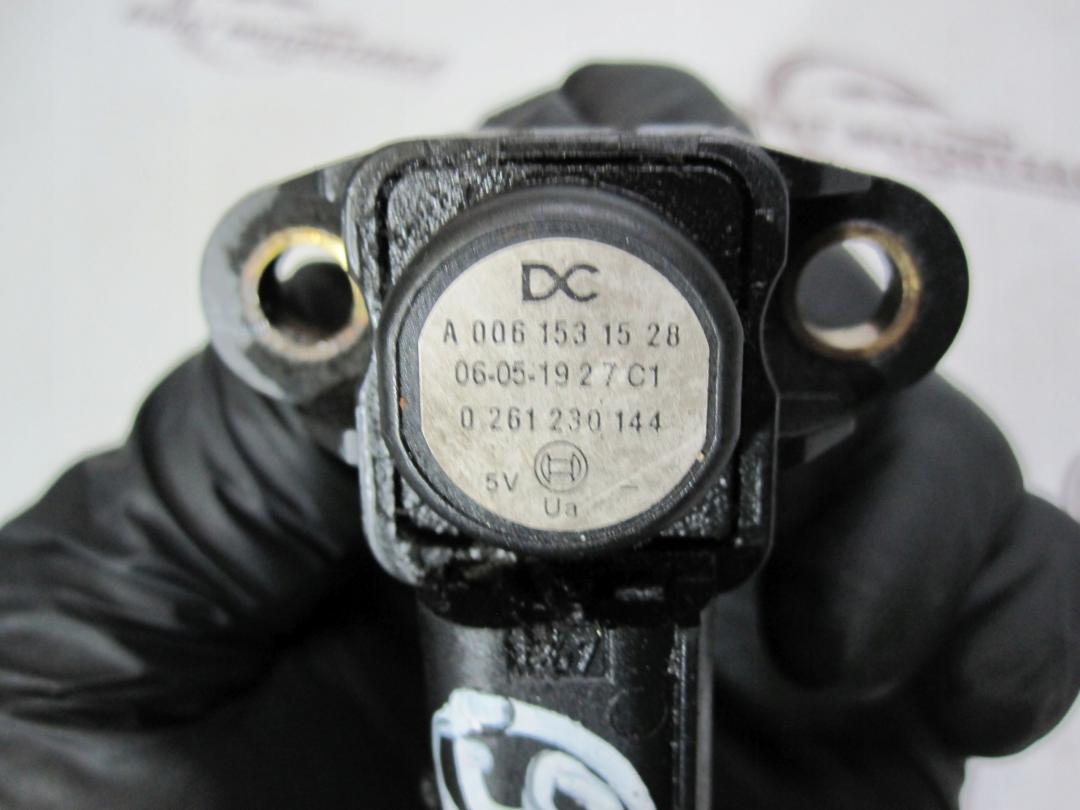 DC
A 006 153 15 28
06-05-19 2 7 C1
0 261 230 144
5V
Ua